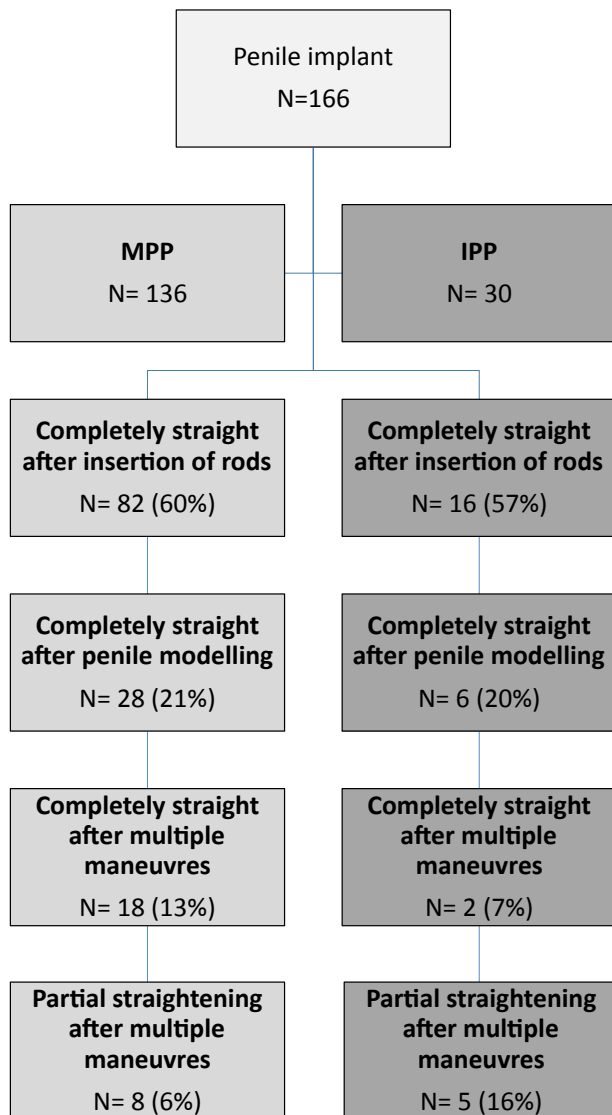 Penile implant
N=166
MPP
N= 136
IPP
N= 30
Completely straight
after insertion of rods
N= 82 (60%)
Completely straight
after insertion of rods
N= 16 (57%)
Completely straight
after penile modelling
N= 28 (21%)
Completely straight
after penile modelling
N= 6 (20%)
Completely straight
after multiple
maneuvres
N= 18 (13%)
Completely straight
after multiple
maneuvres
N= 2 (7%)
Partial straightening
after multiple
maneuvres
N= 8 (6%)
Partial straightening
after multiple
maneuvres
N= 5 (16%)